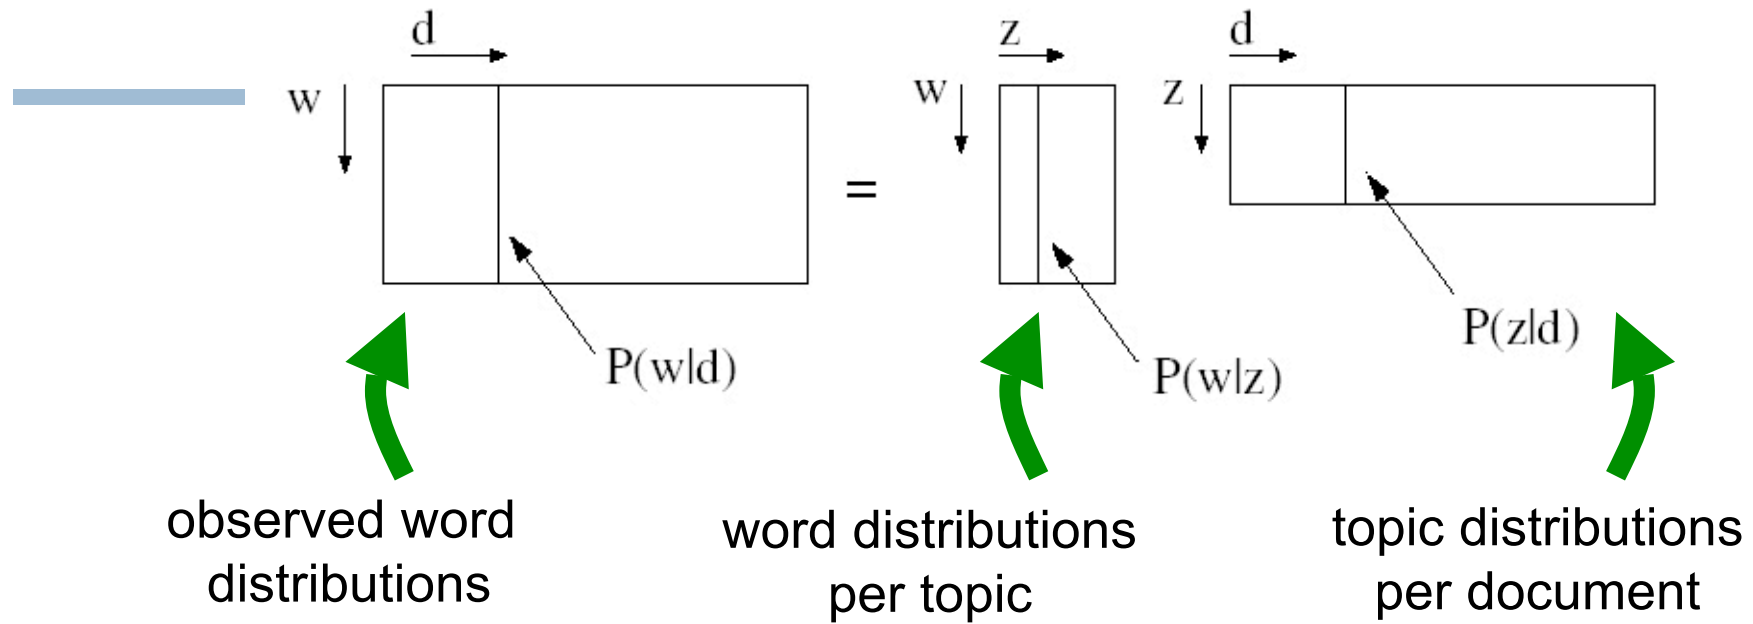 d
z
d
w
=
w
z
P(w|d)
P(w|z)
P(z|d)
observed word
distributions
word distributions
per topic
topic distributions
per document